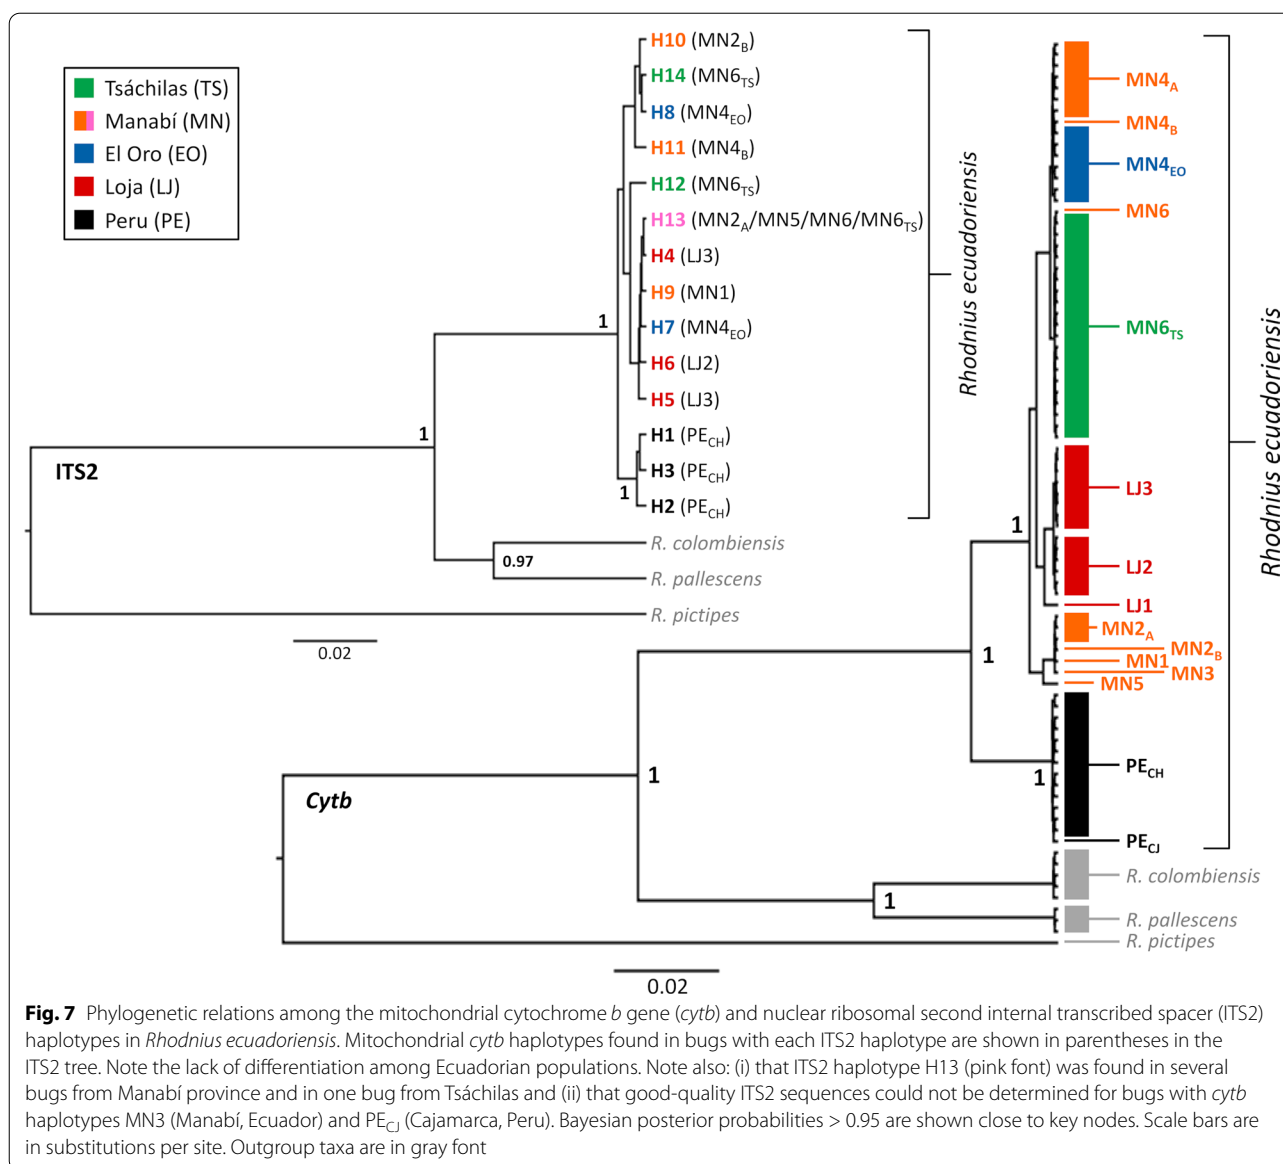 Tsáchilas (TS)
Manabí (MN)
El Oro (EO)
Loja (LJ)
Peru (PE)
H10 (MN2B)
H14 (MN6TS)
H8 (MN4EO)
H11 (MN4B)
H12 (MN6TS)
H13 (MN2A/MN5/MN6/MN6TS)
H4 (LJ3)
H9 (MN1)
H7 (MN4EO)
H6 (LJ2)
H5 (LJ3)
H1 (PECH)
H3 (PECH)
H2 (PECH)
R. colombiensis
R. pallescens
R. pictipes
Rhodnius ecuadoriensis
1
1
1
0.97
ITS2
0.02
MN4A
MN4B
MN4EO
MN6
MN6TS
LJ3
LJ2
LJ1
MN2A
MN2B
MN1
MN3
MN5
PECH
PECJ
R. colombiensis
R. pallescens
R. pictipes
Rhodnius ecuadoriensis
1
1
1
1
1
Cytb
0.02
Fig. 7 Phylogenetic relations among the mitochondrial cytochrome b gene (cytb) and nuclear ribosomal second internal transcribed spacer (ITS2)
haplotypes in Rhodnius ecuadoriensis. Mitochondrial cytb haplotypes found in bugs with each ITS2 haplotype are shown in parentheses in the
ITS2 tree. Note the lack of differentiation among Ecuadorian populations. Note also: (i) that ITS2 haplotype H13 (pink font) was found in several
bugs from Manabí province and in one bug from Tsáchilas and (ii) that good-quality ITS2 sequences could not be determined for bugs with cytb
haplotypes MN3 (Manabí, Ecuador) and PECJ (Cajamarca, Peru). Bayesian posterior probabilities > 0.95 are shown close to key nodes. Scale bars are
in substitutions per site. Outgroup taxa are in gray font